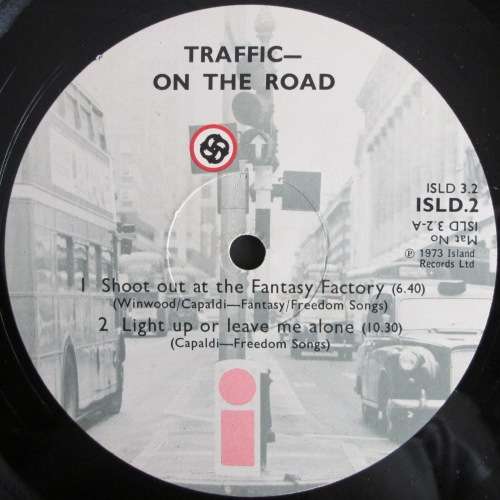 TRAFFIC—
ON THE ROAD
ISLD 3.2
ISLD.2
ISLD 3.2-A
Mat No
℗ 1973 Island
Records Ltd
1 Shoot out at the Fantasy Factory (6.40)
(Winwood/Capaldi—Fantasy/Freedom Songs)
2 Light up or leave me alone (10.30)
(Capaldi—Freedom Songs)
i